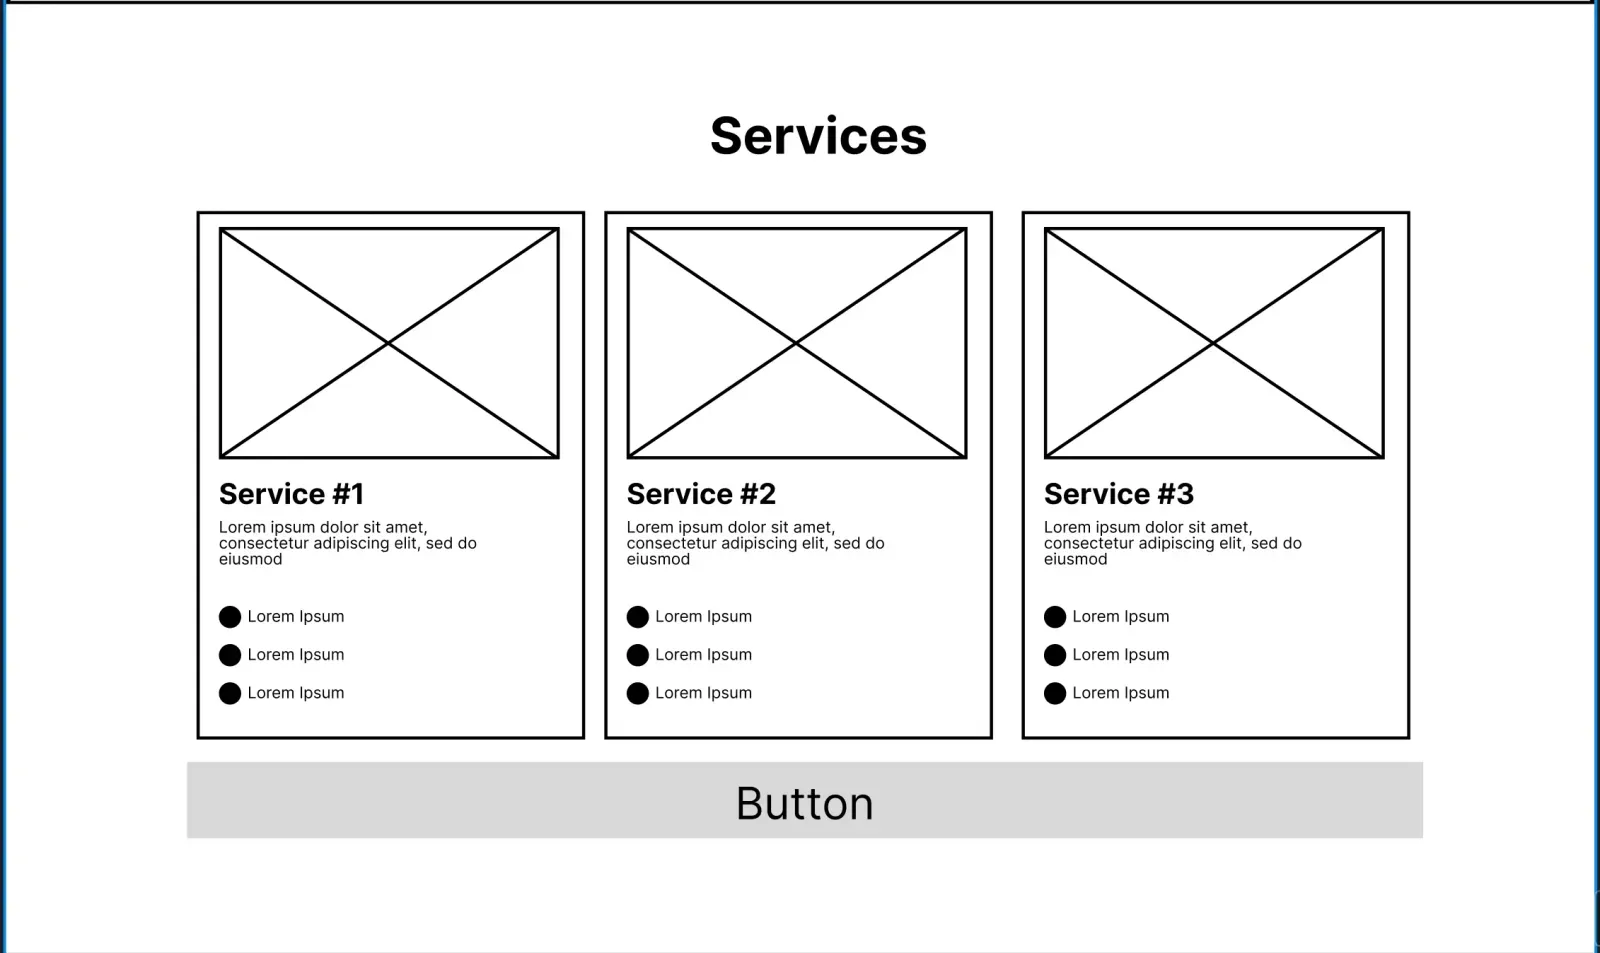 Services
Service #1
Lorem ipsum dolor sit amet,
consectetur adipiscing elit, sed do
eiusmod
Lorem Ipsum
Lorem Ipsum
Lorem Ipsum
Service #2
Lorem ipsum dolor sit amet,
consectetur adipiscing elit, sed do
eiusmod
Lorem Ipsum
Lorem Ipsum
Lorem Ipsum
Service #3
Lorem ipsum dolor sit amet,
consectetur adipiscing elit, sed do
eiusmod
Lorem Ipsum
Lorem Ipsum
Lorem Ipsum
Button